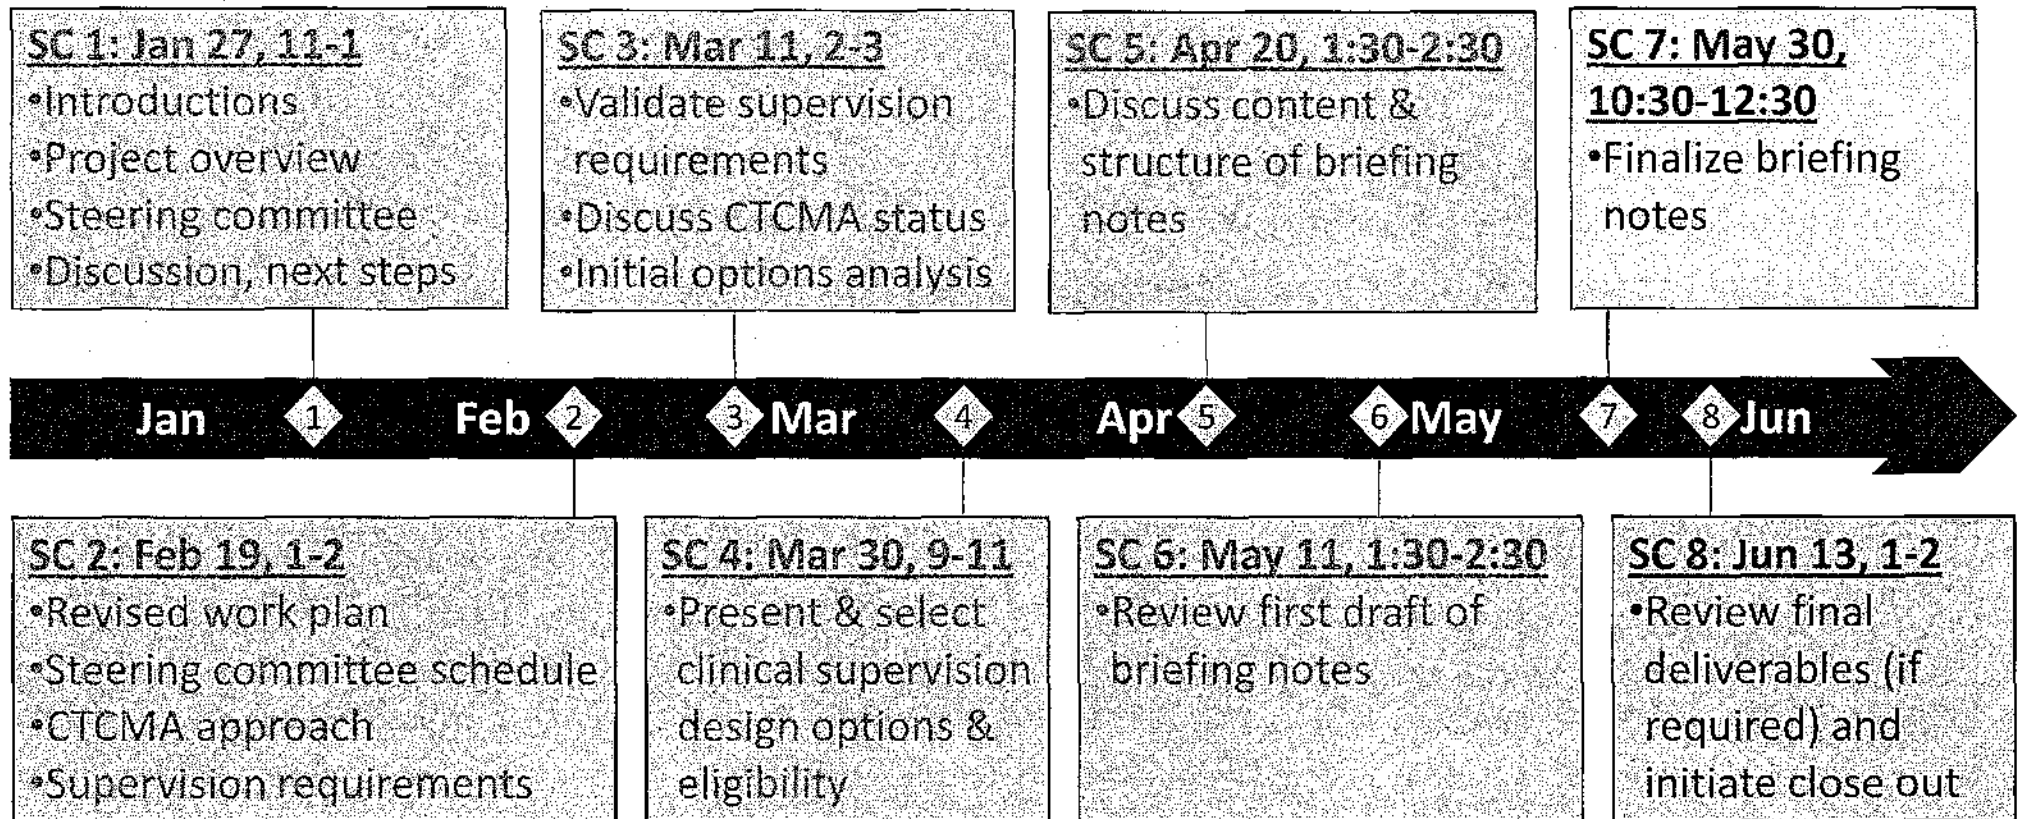 SC 1: Jan 27, 11-1
•Introductions
•Project overview
•Steering committee
•Discussion, next steps
SC 3: Mar 11, 2-3
•Validate supervision
requirements
•Discuss CTCMA status
•Initial options analysis
SC 5: Apr 20, 1:30-2:30
•Discuss content &
structure of briefing
notes
SC 7: May 30,
10:30-12:30
•Finalize briefing
notes
Jan 1 Feb 2 3 Mar 4 Apr 5 6 May 7 8 Jun
SC 2: Feb 19, 1-2
•Revised work plan
•Steering committee schedule
•CTCMA approach
•Supervision requirements
SC 4: Mar 30, 9-11
•Present & select
clinical supervision
design options &
eligibility
SC 6: May 11, 1:30-2:30
•Review first draft of
briefing notes
SC 8: Jun 13, 1-2
•Review final
deliverables (if
required) and
initiate close out